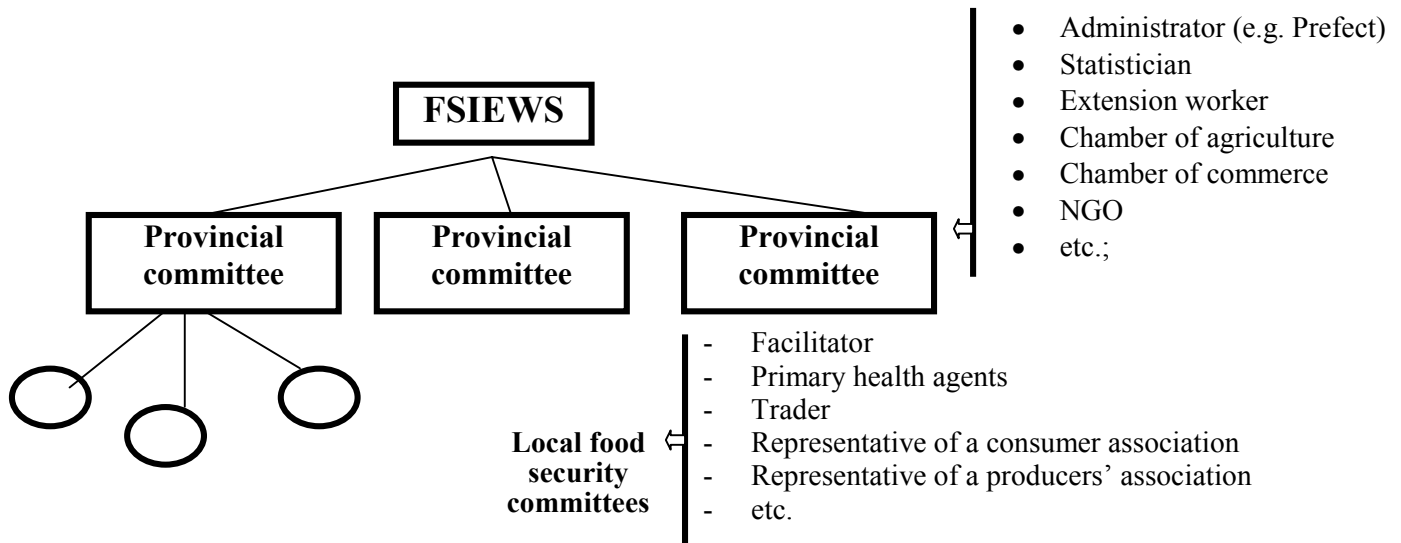 • Administrator (e.g. Prefect)
• Statistician
• Extension worker
• Chamber of agriculture
• Chamber of commerce
• NGO
• etc.;
FSIEWS
Provincial
committee
Provincial
committee
Provincial
committee
- Facilitator
- Primary health agents
- Trader
- Representative of a consumer association
- Representative of a producers’ association
- etc.
Local food
security
committees